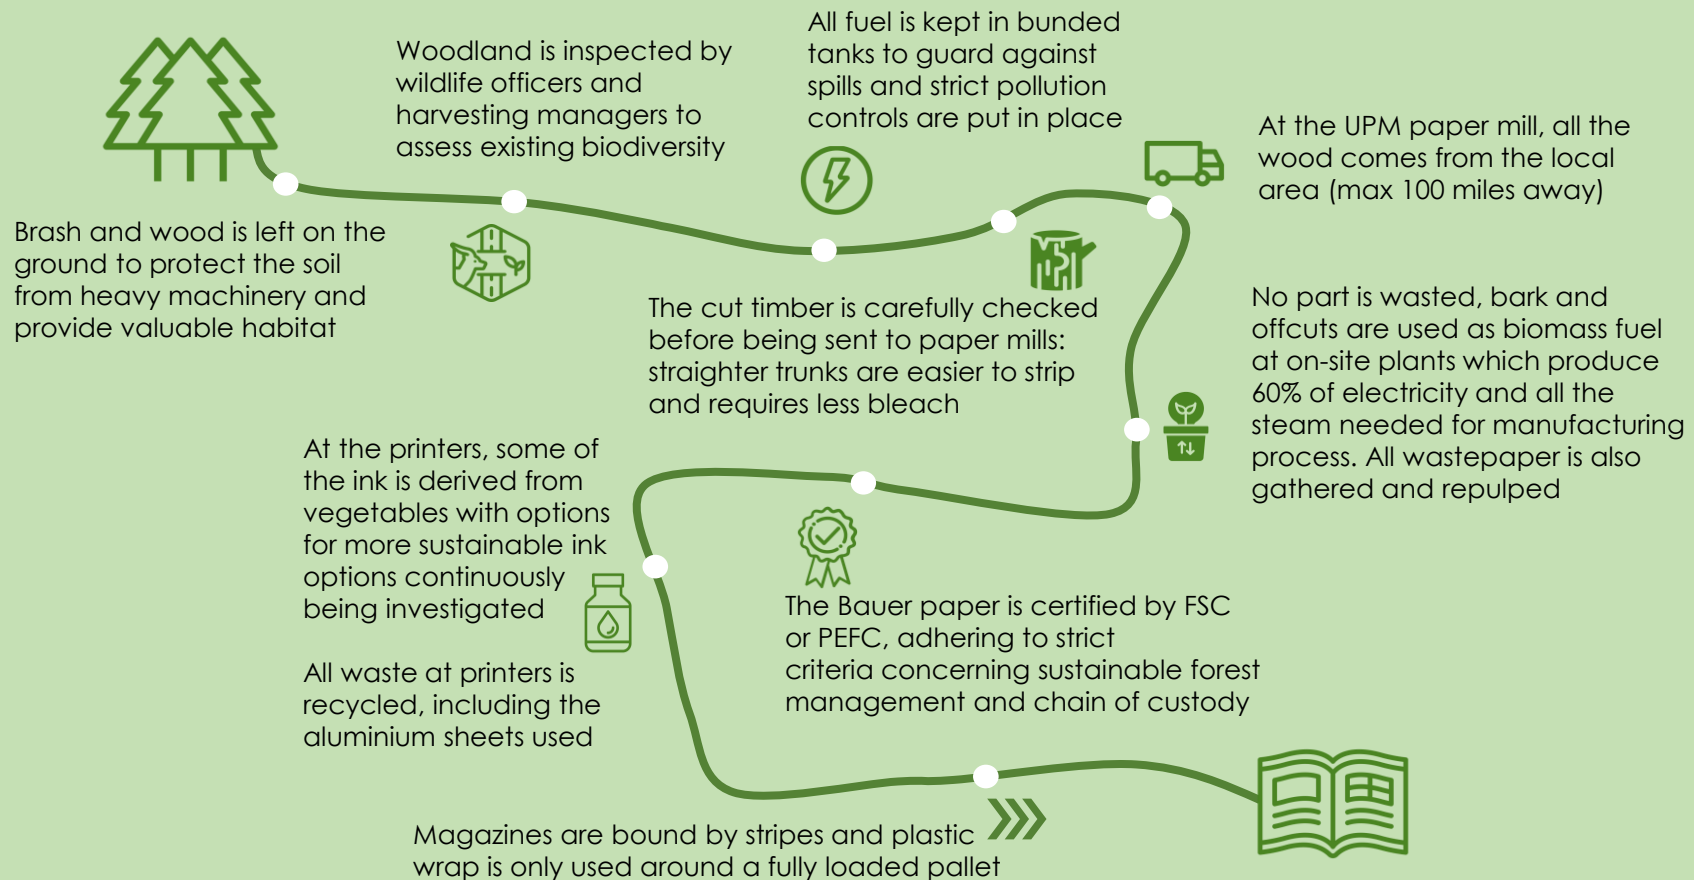 Brash and wood is left on the
ground to protect the soil
from heavy machinery and
provide valuable habitat
Woodland is inspected by
wildlife officers and
harvesting managers to
assess existing biodiversity
All fuel is kept in bunded
tanks to guard against
spills and strict pollution
controls are put in place
The cut timber is carefully checked
before being sent to paper mills:
straighter trunks are easier to strip
and requires less bleach
At the UPM paper mill, all the
wood comes from the local
area (max 100 miles away)
No part is wasted, bark and
offcuts are used as biomass fuel
at on-site plants which produce
60% of electricity and all the
steam needed for manufacturing
process. All wastepaper is also
gathered and repulped
The Bauer paper is certified by FSC
or PEFC, adhering to strict
criteria concerning sustainable forest
management and chain of custody
At the printers, some of
the ink is derived from
vegetables with options
for more sustainable ink
options continuously
being investigated
All waste at printers is
recycled, including the
aluminium sheets used
Magazines are bound by stripes and plastic
wrap is only used around a fully loaded pallet